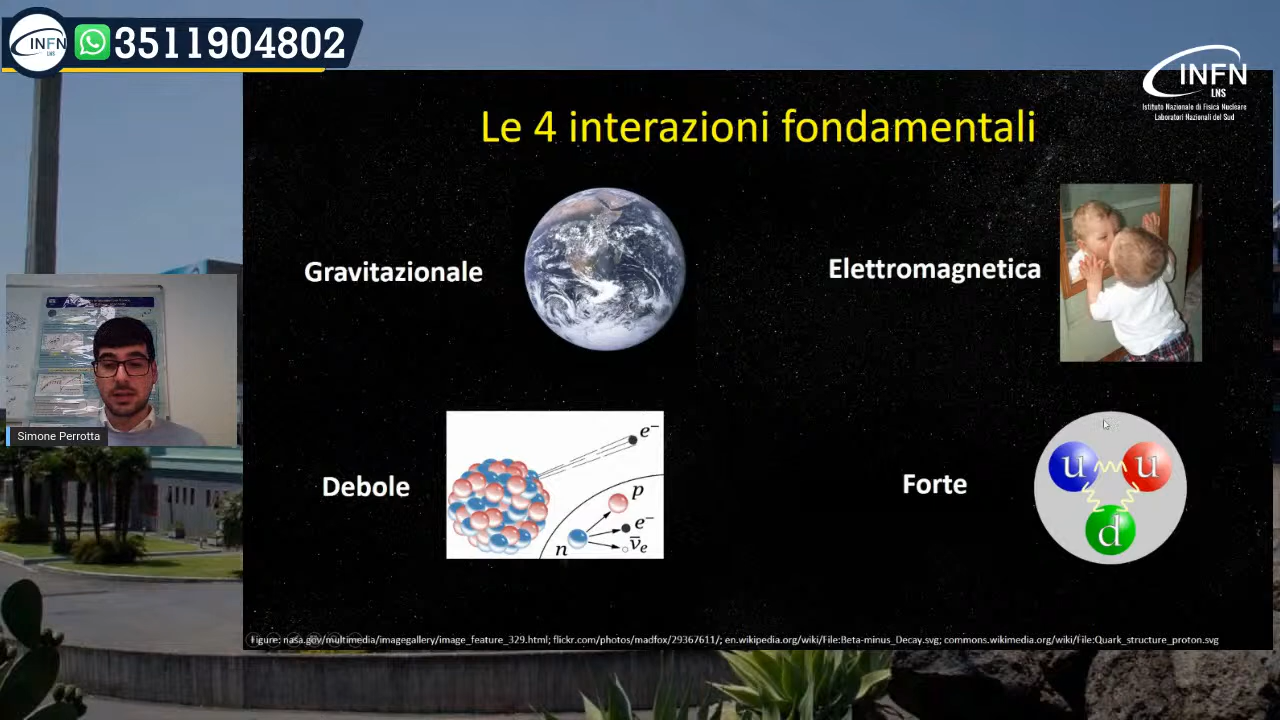 INFN
LNS
3511904802
INFN
LNS
Istituto Nazionale di Fisica Nucleare
Laboratori Nazionali del Sud
Le 4 interazioni fondamentali
Gravitazionale
Elettromagnetica
Simone Perrotta
Debole
e⁻
p
e⁻
n
ν̅ₑ
Forte
u
u
d
Figure: nasa.gov/multimedia/imagegallery/image_feature_329.html; flickr.com/photos/madfox/29367611/; en.wikipedia.org/wiki/File:Beta-minus_Decay.svg; commons.wikimedia.org/wiki/File:Quark_structure_proton.svg